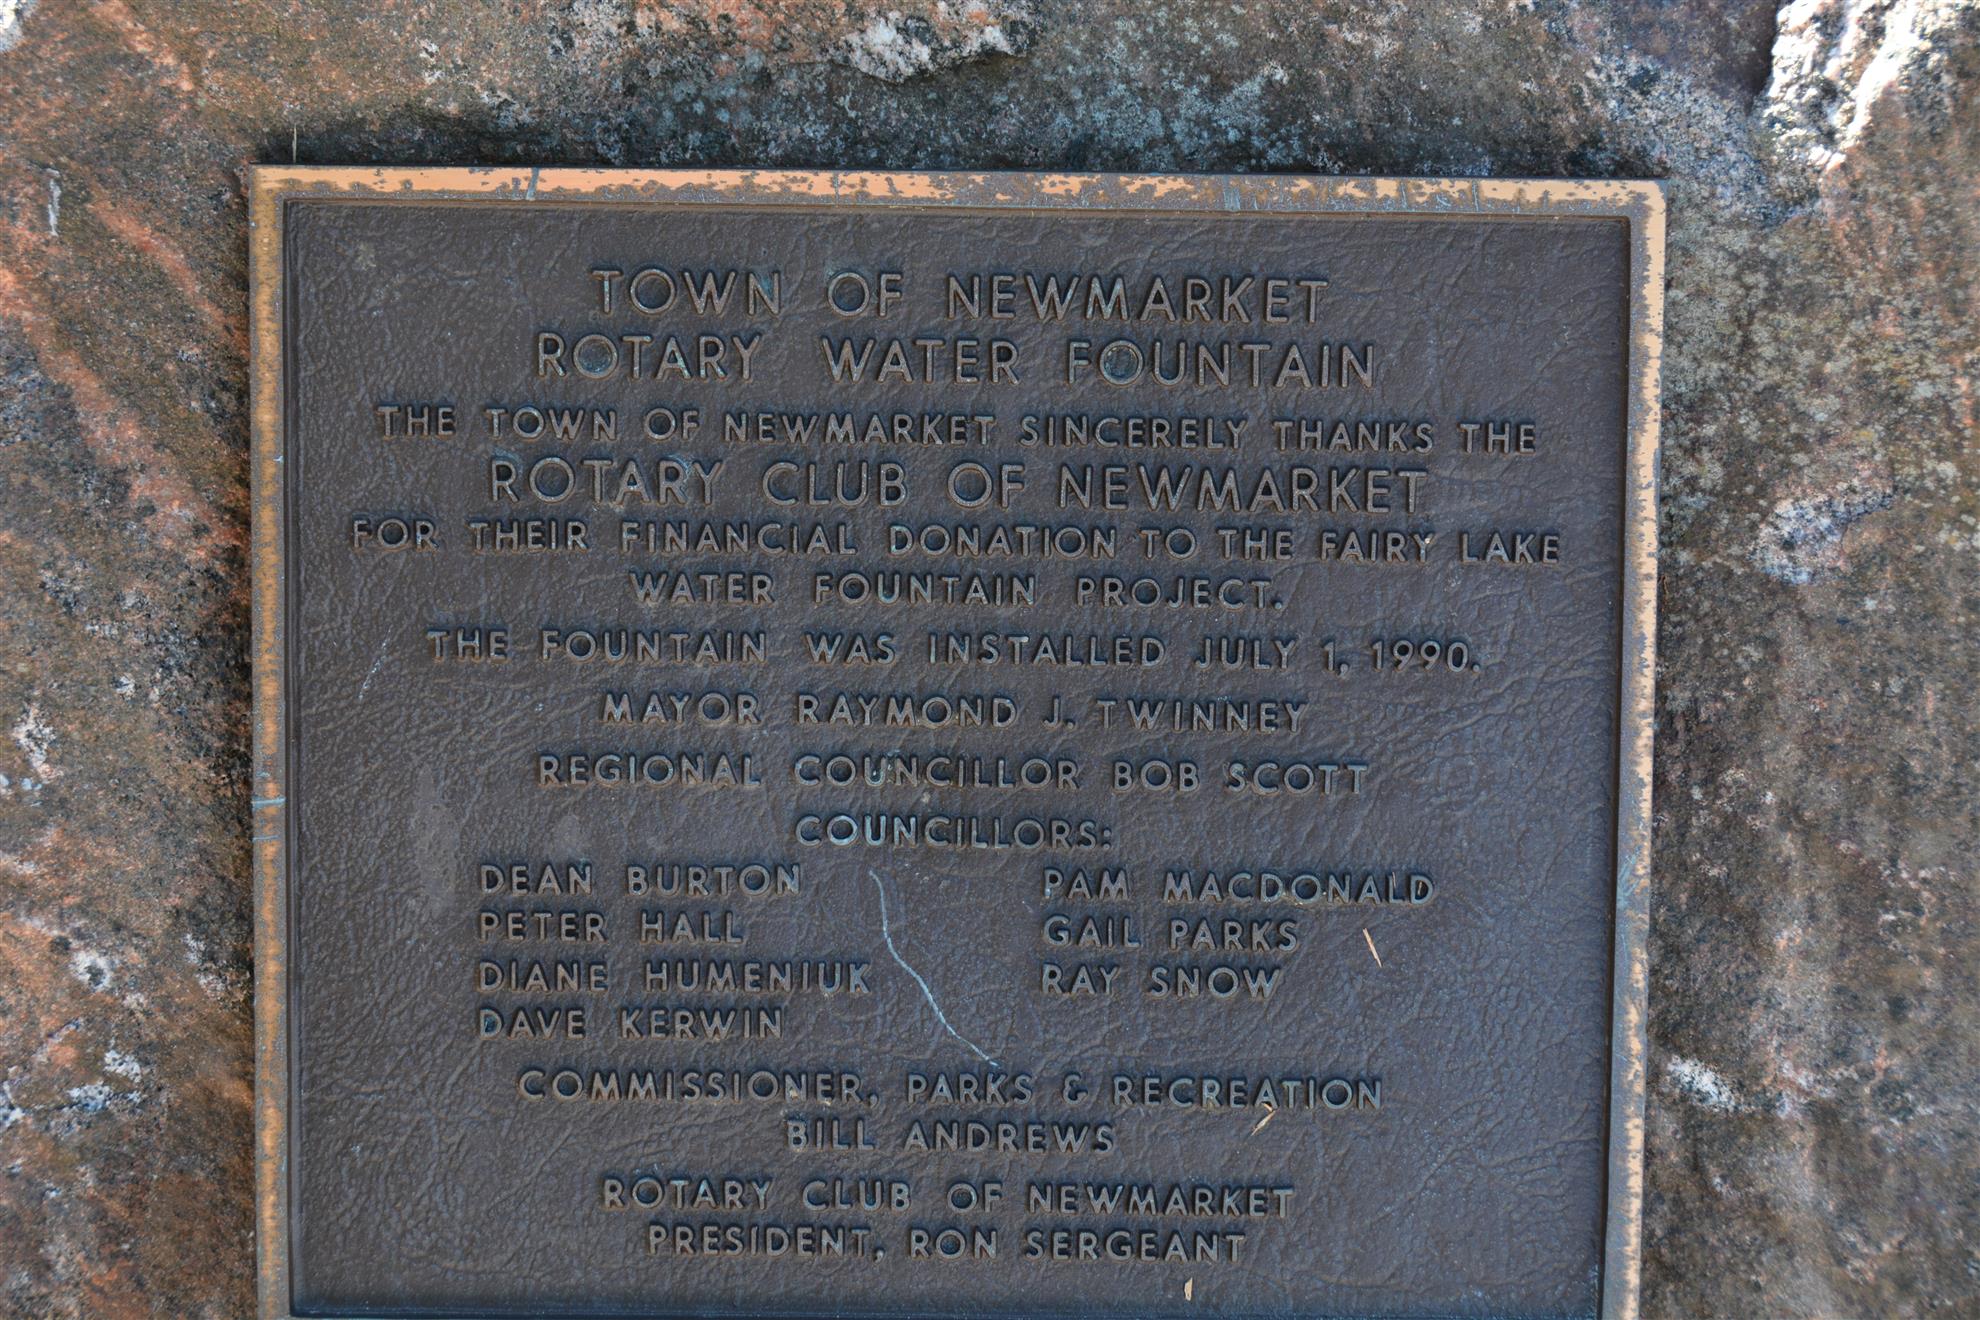 TOWN OF NEWMARKET
ROTARY WATER FOUNTAIN
THE TOWN OF NEWMARKET SINCERELY THANKS THE
ROTARY CLUB OF NEWMARKET
FOR THEIR FINANCIAL DONATION TO THE FAIRY LAKE
WATER FOUNTAIN PROJECT.
THE FOUNTAIN WAS INSTALLED JULY 1, 1990.
MAYOR RAYMOND J. TWINNEY
REGIONAL COUNCILLOR BOB SCOTT
COUNCILLORS:
DEAN BURTON PAM MACDONALD
PETER HALL GAIL PARKS
DIANE HUMENIUK RAY SNOW
DAVE KERWIN
COMMISSIONER, PARKS & RECREATION
BILL ANDREWS
ROTARY CLUB OF NEWMARKET
PRESIDENT, RON SERGEANT